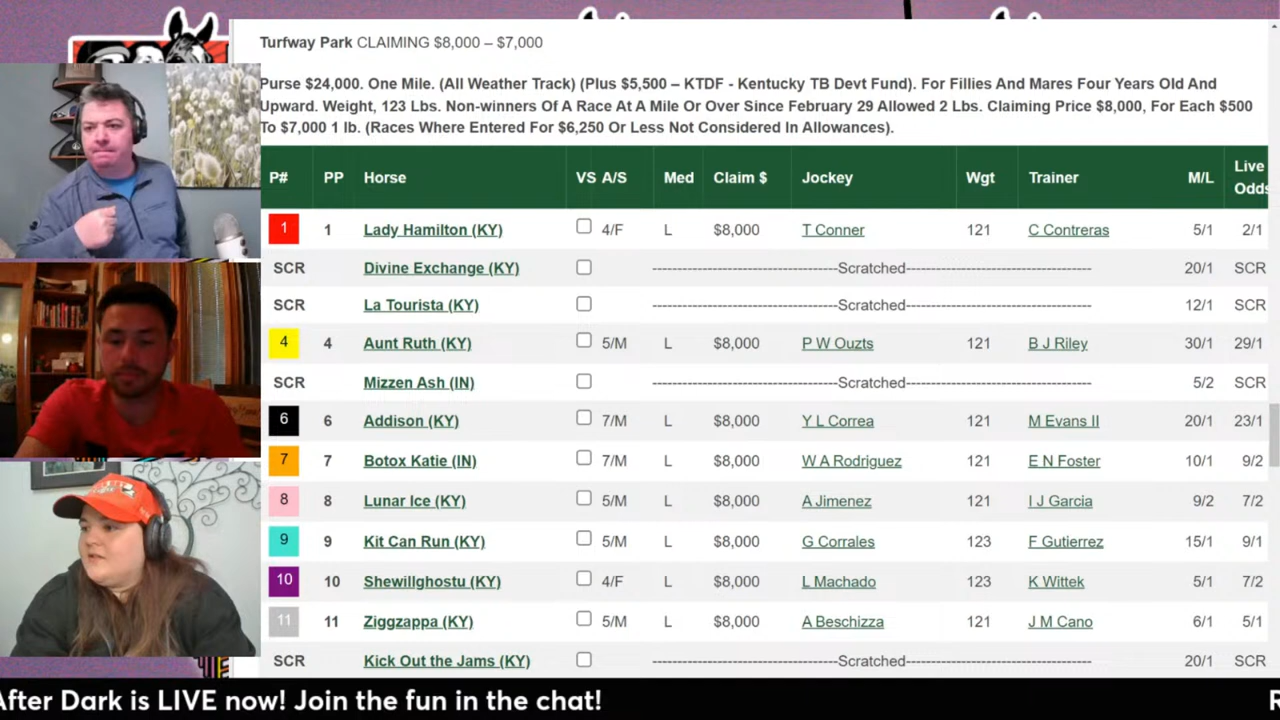 Turfway Park CLAIMING $8,000 – $7,000
Purse $24,000. One Mile. (All Weather Track) (Plus $5,500 – KTDF - Kentucky TB Devt Fund). For Fillies And Mares Four Years Old And
Upward. Weight, 123 Lbs. Non-winners Of A Race At A Mile Or Over Since February 29 Allowed 2 Lbs. Claiming Price $8,000, For Each $500
To $7,000 1 lb. (Races Where Entered For $6,250 Or Less Not Considered In Allowances).
P# PP Horse VS A/S Med Claim $ Jockey Wgt Trainer M/L Live Odds
1 1 Lady Hamilton (KY) 4/F L $8,000 T Conner 121 C Contreras 5/1 2/1
SCR Divine Exchange (KY) ---Scratched--- 20/1 SCR
SCR La Tourista (KY) ---Scratched--- 12/1 SCR
4 4 Aunt Ruth (KY) 5/M L $8,000 P W Ouzts 121 B J Riley 30/1 29/1
SCR Mizzen Ash (IN) ---Scratched--- 5/2 SCR
6 6 Addison (KY) 7/M L $8,000 Y L Correa 121 M Evans II 20/1 23/1
7 7 Botox Katie (IN) 7/M L $8,000 W A Rodriguez 121 E N Foster 10/1 9/2
8 8 Lunar Ice (KY) 5/M L $8,000 A Jimenez 121 I J Garcia 9/2 7/2
9 9 Kit Can Run (KY) 5/M L $8,000 G Corrales 123 F Gutierrez 15/1 9/1
10 10 Shewillghostu (KY) 4/F L $8,000 L Machado 123 K Wittek 5/1 7/2
11 11 Ziggzappa (KY) 5/M L $8,000 A Beschizza 121 J M Cano 6/1 5/1
SCR Kick Out the Jams (KY) ---Scratched--- 20/1 SCR
After Dark is LIVE now! Join the fun in the chat!